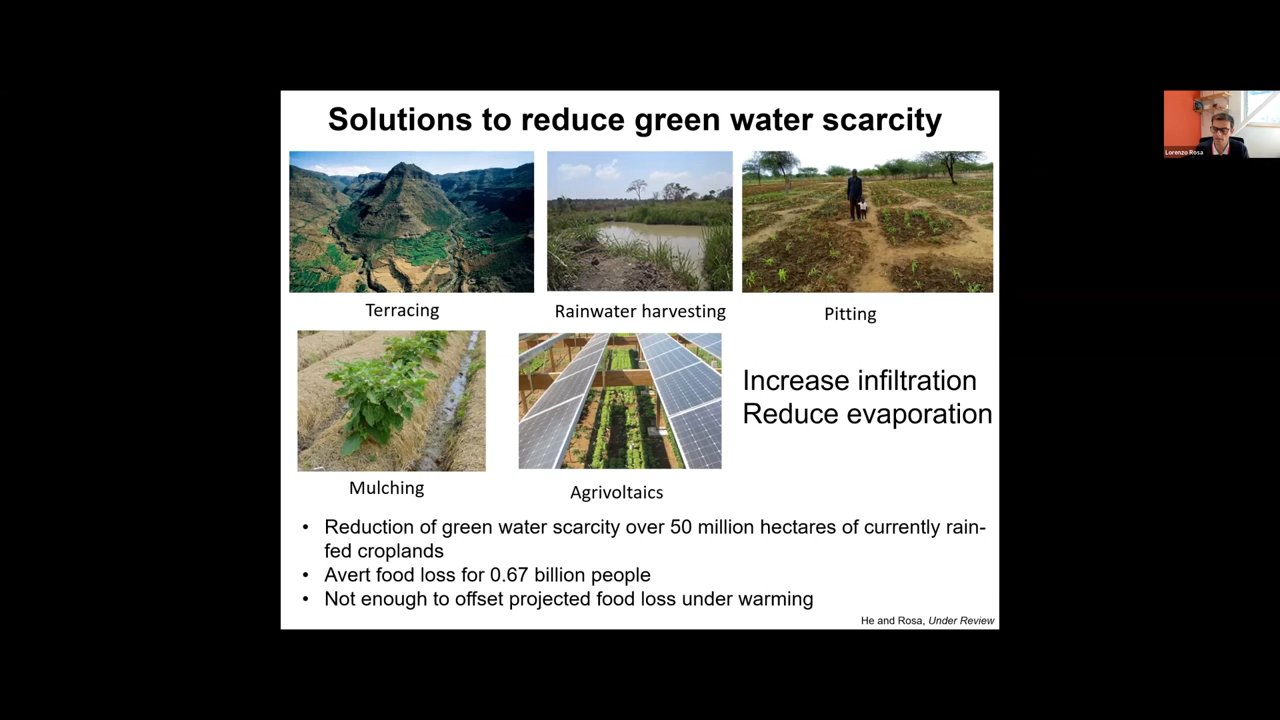 Solutions to reduce green water scarcity
Lorenzo Rosa
Terracing
Rainwater harvesting
Pitting
Increase infiltration
Reduce evaporation
Mulching
Agrivoltaics
• Reduction of green water scarcity over 50 million hectares of currently rain-
fed croplands
• Avert food loss for 0.67 billion people
• Not enough to offset projected food loss under warming
He and Rosa, Under Review